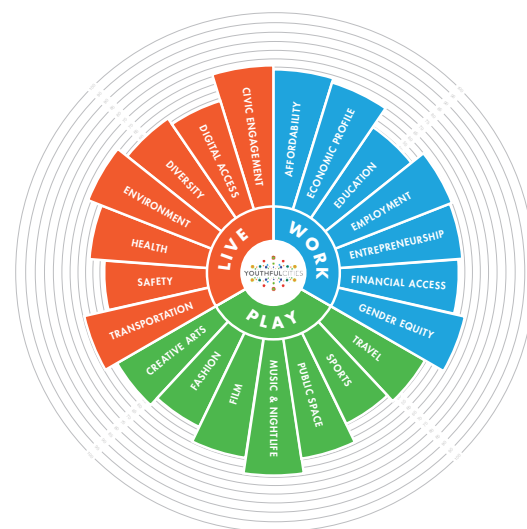 LIVE
CIVIC ENGAGEMENT
DIGITAL ACCESS
DIVERSITY
ENVIRONMENT
HEALTH
SAFETY
TRANSPORTATION
WORK
AFFORDABILITY
ECONOMIC PROFILE
EDUCATION
EMPLOYMENT
ENTREPRENEURSHIP
FINANCIAL ACCESS
GENDER EQUITY
YOUTHFULCITIES
PLAY
CREATIVE ARTS
FASHION
FILM
MUSIC & NIGHTLIFE
PUBLIC SPACE
SPORTS
TRAVEL